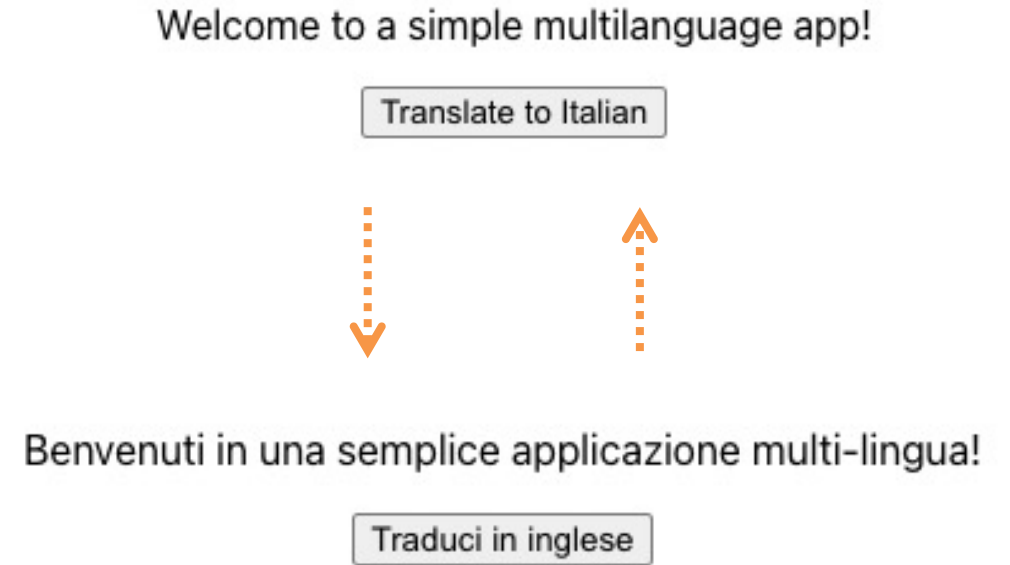 Welcome to a simple multilanguage app!
Translate to Italian
Benvenuti in una semplice applicazione multi-lingua!
Traduci in inglese